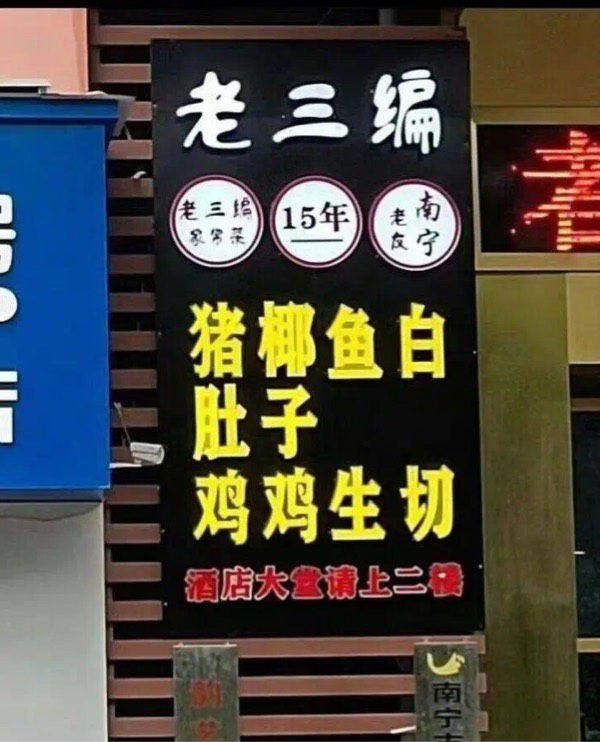 老三编
老三编
家常菜
15年
南宁
老友
猪椰鱼白
肚子
鸡鸡生切
酒店大堂请上二楼
老
南宁